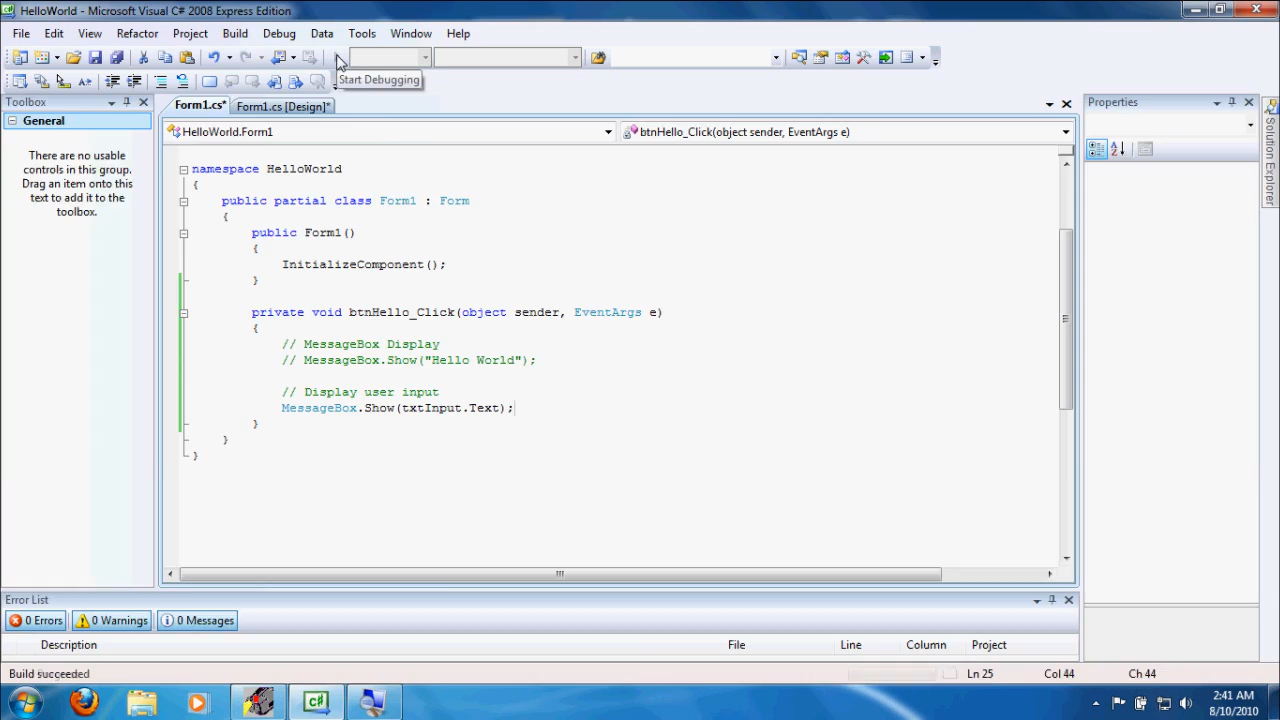 HelloWorld - Microsoft Visual C# 2008 Express Edition
File Edit View Refactor Project Build Debug Data Tools Window Help
Start Debugging
Toolbox
General
There are no usable
controls in this group.
Drag an item onto this
text to add it to the
toolbox.
Form1.cs* Form1.cs [Design]*
HelloWorld.Form1 btnHello_Click(object sender, EventArgs e)
namespace HelloWorld
{
public partial class Form1 : Form
{
public Form1()
{
InitializeComponent();
}
private void btnHello_Click(object sender, EventArgs e)
{
// MessageBox Display
// MessageBox.Show("Hello World");
// Display user input
MessageBox.Show(txtInput.Text);
}
}
}
Properties
Solution Explorer
Error List
0 Errors 0 Warnings 0 Messages
Description File Line Column Project
Build succeeded Ln 25 Col 44 Ch 44
2:41 AM
8/10/2010